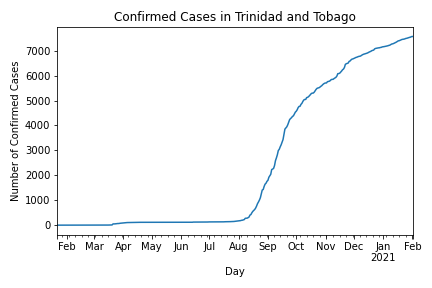 Confirmed Cases in Trinidad and Tobago
Number of Confirmed Cases
7000
6000
5000
4000
3000
2000
1000
0
Feb Mar Apr May Jun Jul Aug Sep Oct Nov Dec Jan Feb
2021
Day